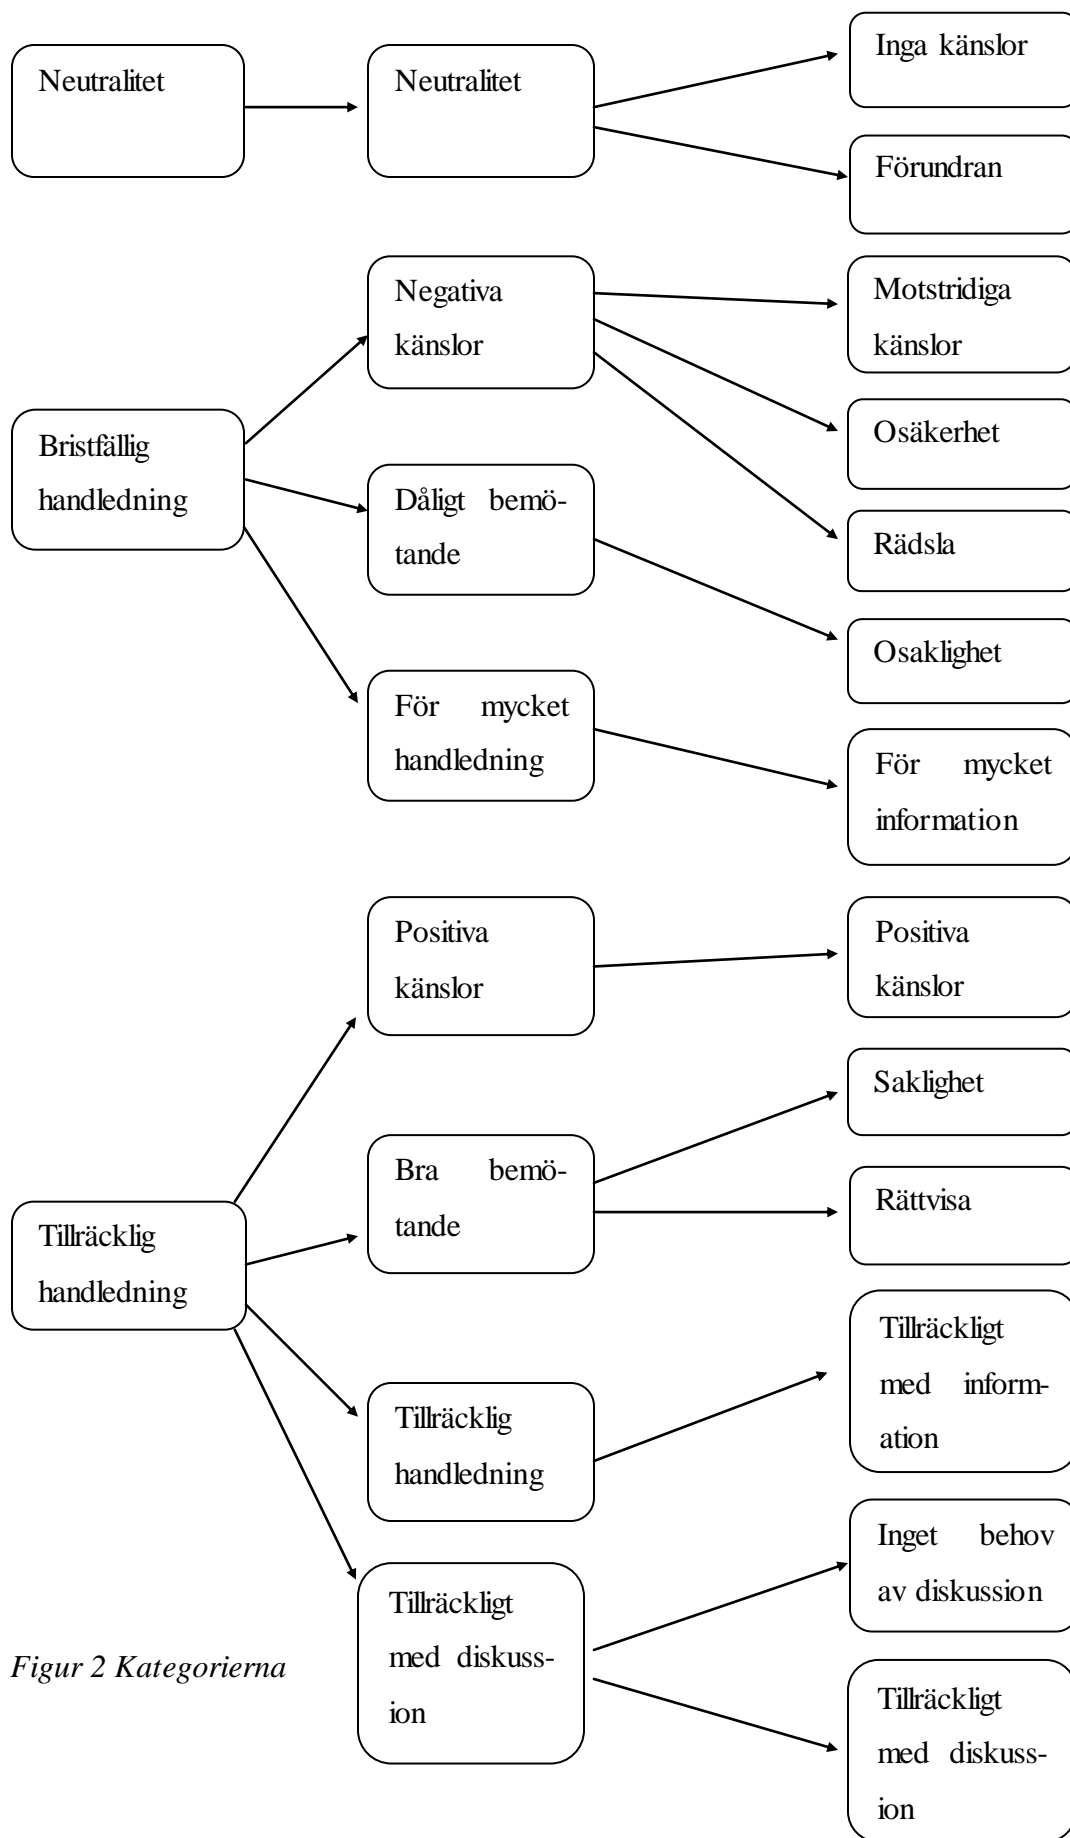 Inga känslor
Neutralitet
Neutralitet
Förundran
Negativa
känslor
Motstridiga
känslor
Bristfällig
handledning
Osäkerhet
Dåligt bemö-
tande
Rädsla
Osaklighet
För mycket
handledning
För mycket
information
Positiva
känslor
Positiva
känslor
Saklighet
Bra bemö-
tande
Rättvisa
Tillräcklig
handledning
Tillräckligt
med inform-
ation
Tillräcklig
handledning
Inget behov
av diskussion
Tillräckligt
med diskuss-
ion
Figur 2 Kategorierna
Tillräckligt
med diskuss-
ion